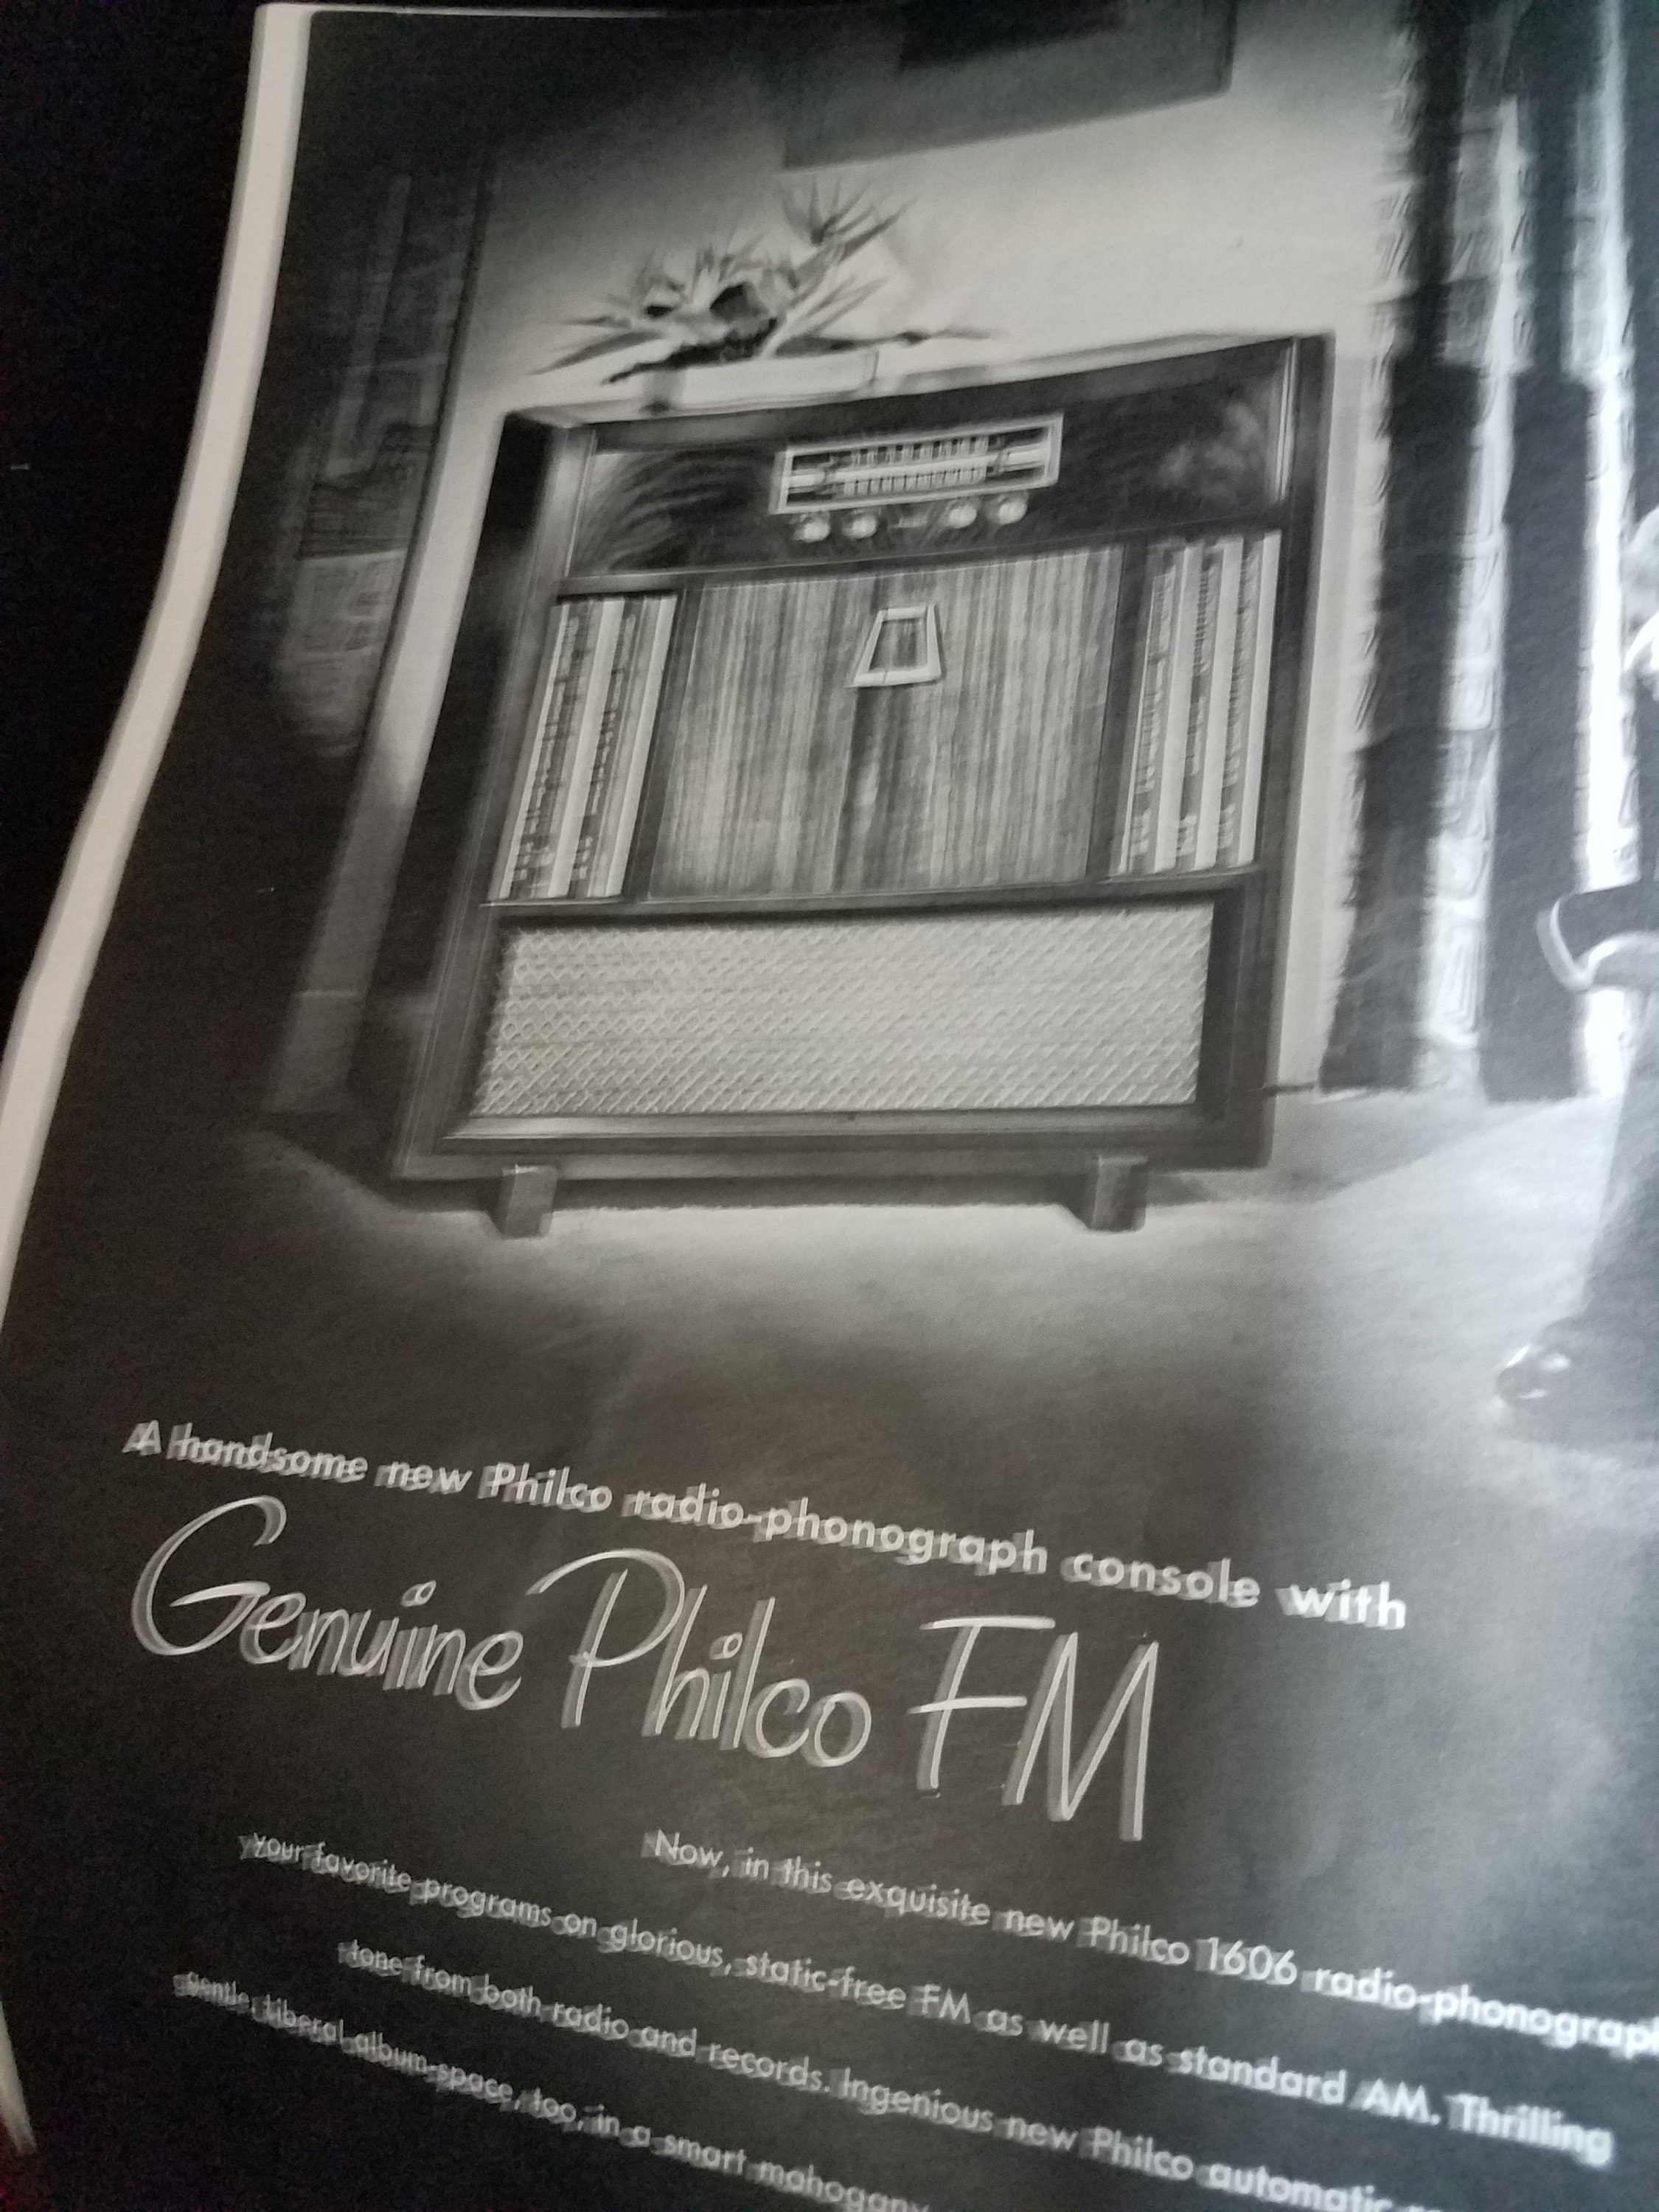 A handsome new Philco radio-phonograph console with
Genuine Philco FM
Now, in this exquisite new Philco 1606 radio-phonograph
your favorite programs on glorious, static-free FM as well as standard AM. Thrilling
tone from both radio and records. Ingenious new Philco automatic
gentle. Liberal album space, too, in a smart mahogany